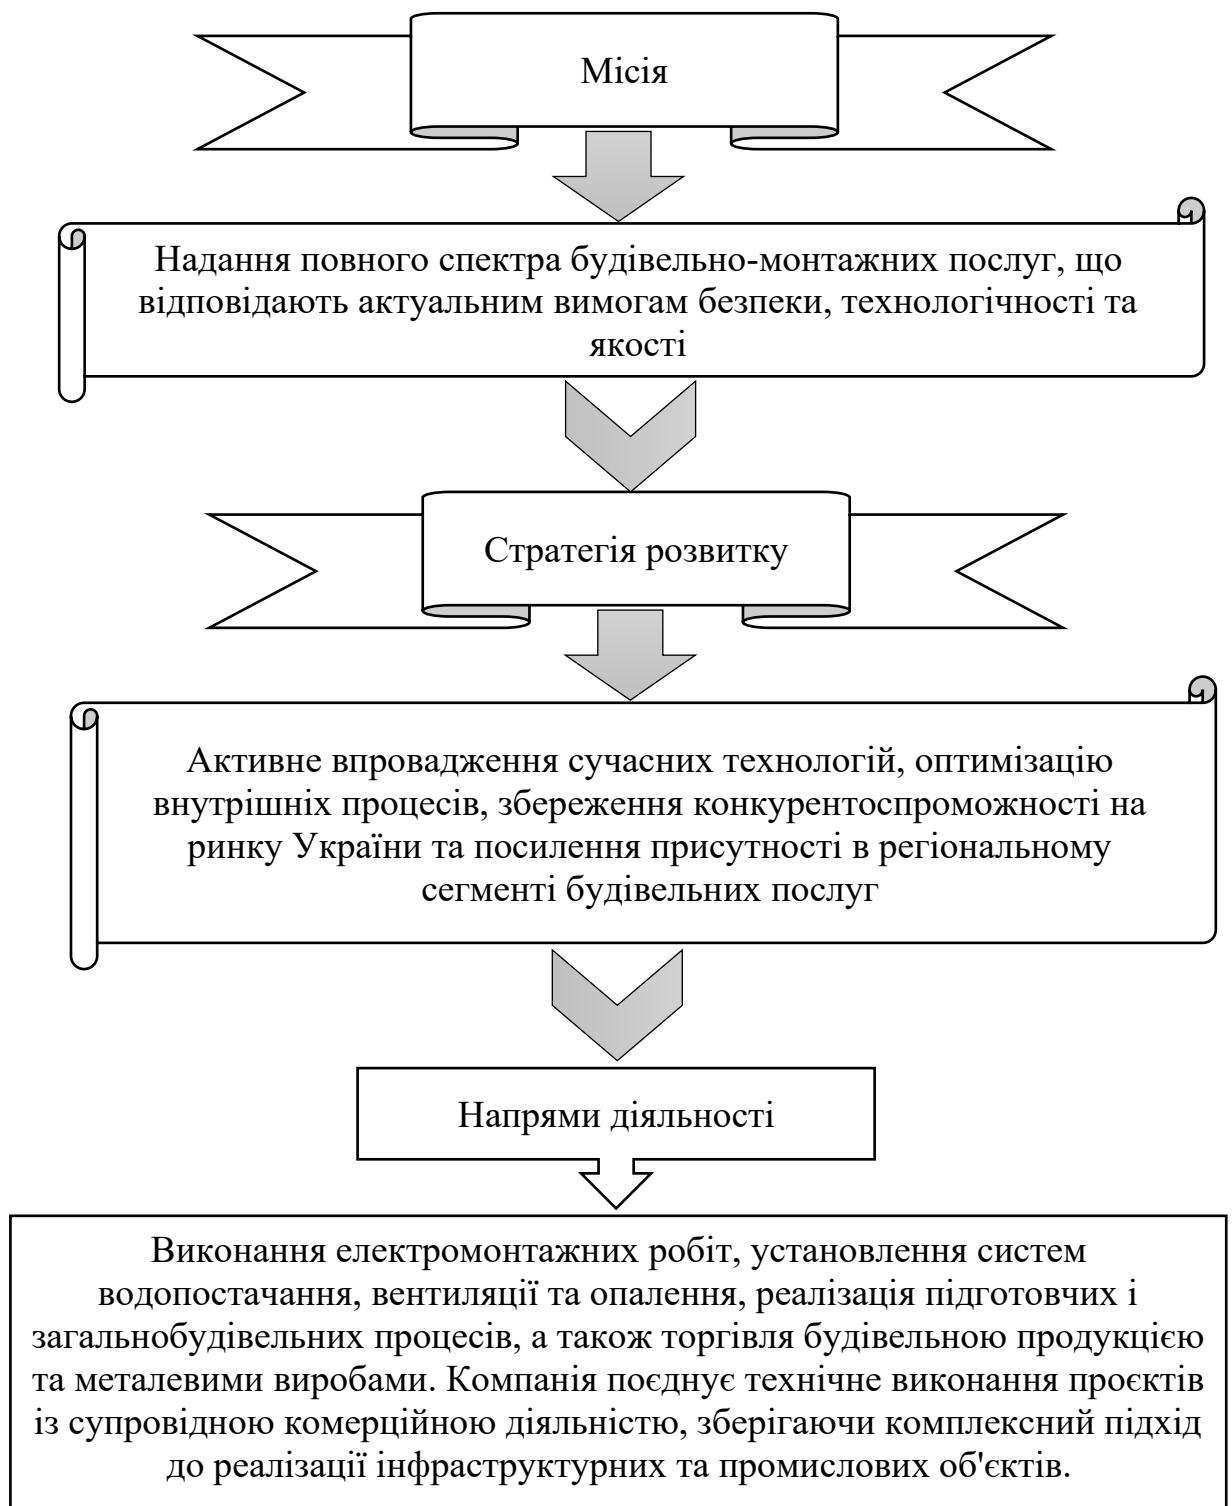 Місія
Надання повного спектра будівельно-монтажних послуг, що
відповідають актуальним вимогам безпеки, технологічності та
якості
Стратегія розвитку
Активне впровадження сучасних технологій, оптимізацію
внутрішніх процесів, збереження конкурентоспроможності на
ринку України та посилення присутності в регіональному
сегменті будівельних послуг
Напрями діяльності
Виконання електромонтажних робіт, установлення систем
водопостачання, вентиляції та опалення, реалізація підготовчих і
загальнобудівельних процесів, а також торгівля будівельною продукцією
та металевими виробами. Компанія поєднує технічне виконання проєктів
із супровідною комерційною діяльністю, зберігаючи комплексний підхід
до реалізації інфраструктурних та промислових об'єктів.